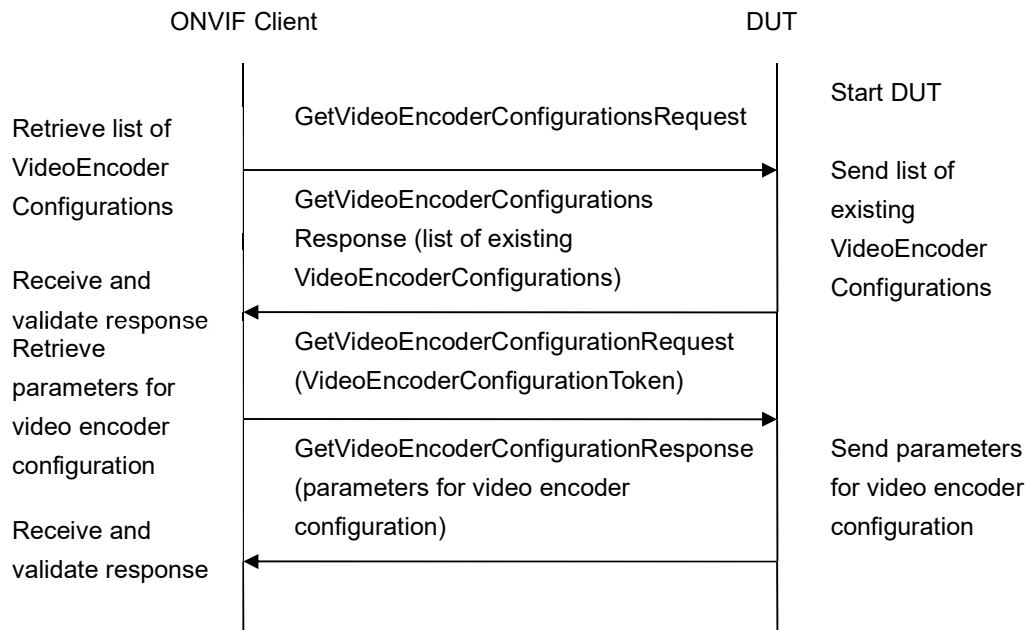 ONVIF Client
DUT
Start DUT
GetVideoEncoderConfigurationsRequest
Retrieve list of
VideoEncoder
Configurations
Send list of
existing
VideoEncoder
Configurations
GetVideoEncoderConfigurations
Response (list of existing
VideoEncoderConfigurations)
Receive and
validate response
Retrieve
parameters for
video encoder
configuration
GetVideoEncoderConfigurationRequest
(VideoEncoderConfigurationToken)
GetVideoEncoderConfigurationResponse
(parameters for video encoder
configuration)
Send parameters
for video encoder
configuration
Receive and
validate response